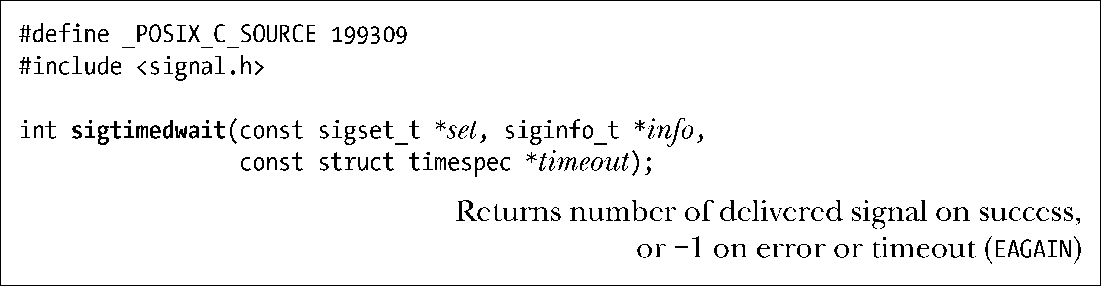 #define _POSIX_C_SOURCE 199309
#include <signal.h>
int sigtimedwait(const sigset_t *set, siginfo_t *info,
const struct timespec *timeout);
Returns number of delivered signal on success,
or −1 on error or timeout (EAGAIN)